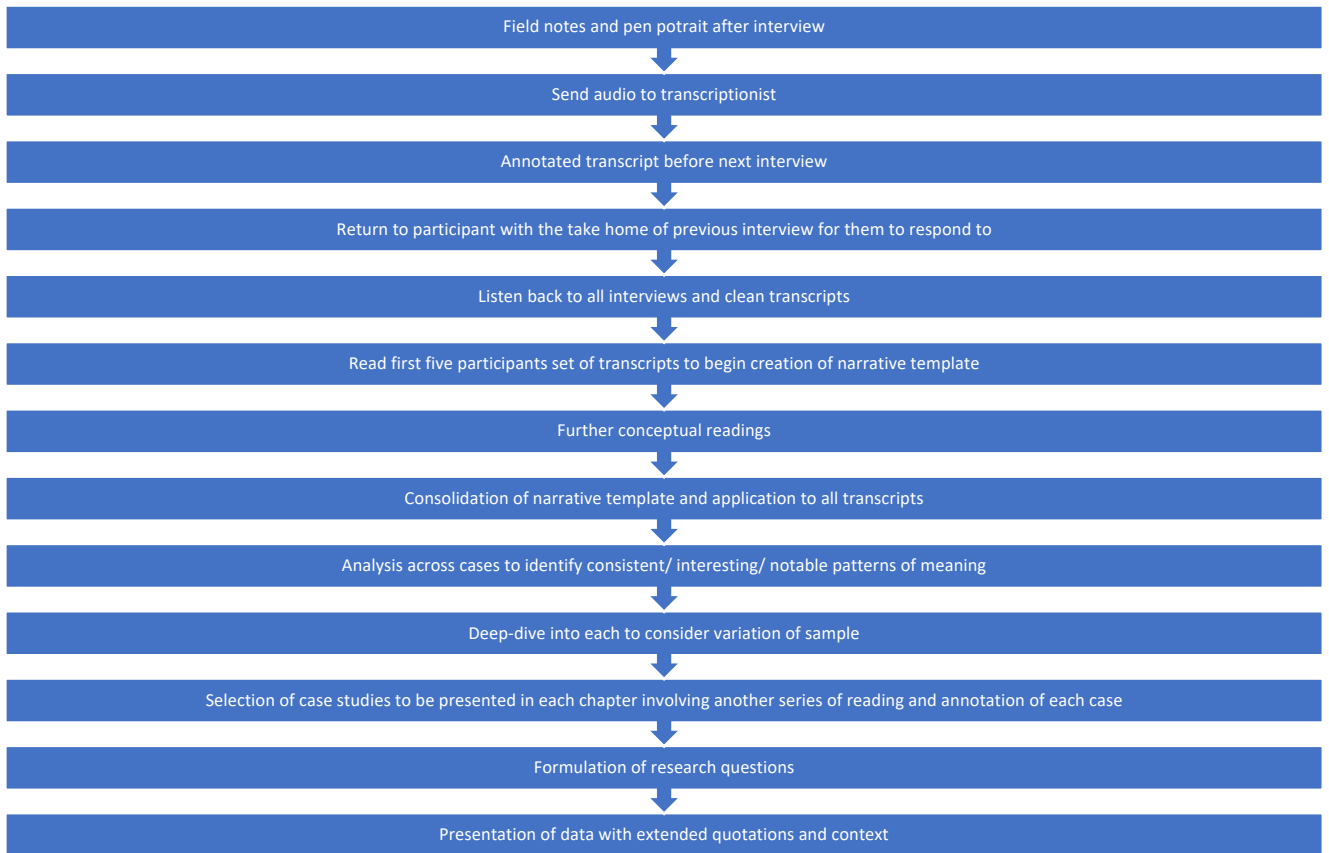 Field notes and pen potrait after interview
Send audio to transcriptionist
Annotated transcript before next interview
Return to participant with the take home of previous interview for them to respond to
Listen back to all interviews and clean transcripts
Read first five participants set of transcripts to begin creation of narrative template
Further conceptual readings
Consolidation of narrative template and application to all transcripts
Analysis across cases to identify consistent/ interesting/ notable patterns of meaning
Deep-dive into each to consider variation of sample
Selection of case studies to be presented in each chapter involving another series of reading and annotation of each case
Formulation of research questions
Presentation of data with extended quotations and context